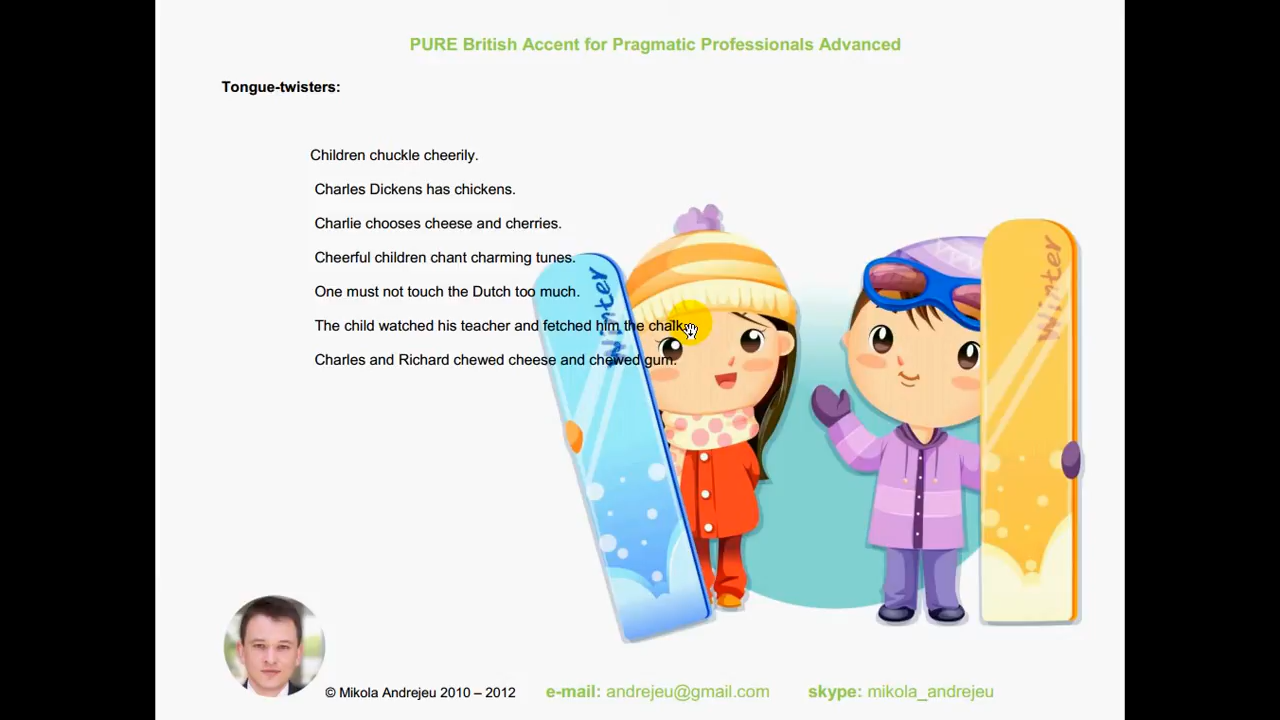 PURE British Accent for Pragmatic Professionals Advanced
Tongue-twisters:
Children chuckle cheerily.
Charles Dickens has chickens.
Charlie chooses cheese and cherries.
Cheerful children chant charming tunes.
One must not touch the Dutch too much.
The child watched his teacher and fetched him the chalk.
Charles and Richard chewed cheese and chewed gum.
Winter
Winter
© Mikola Andrejeu 2010 – 2012 e-mail: andrejeu@gmail.com skype: mikola_andrejeu